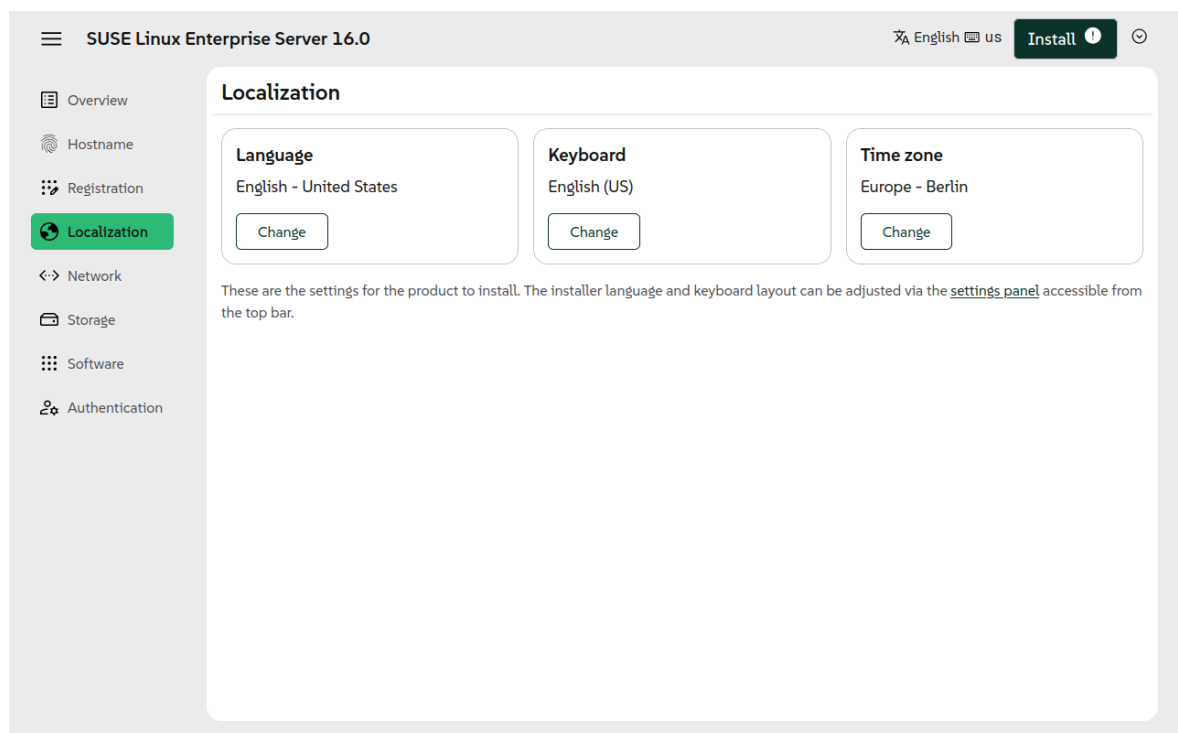 SUSE Linux Enterprise Server 16.0
English us
Install
Overview
Hostname
Registration
Localization
Network
Storage
Software
Authentication
Localization
Language
English - United States
Change
Keyboard
English (US)
Change
Time zone
Europe - Berlin
Change
These are the settings for the product to install. The installer language and keyboard layout can be adjusted via the settings panel accessible from
the top bar.